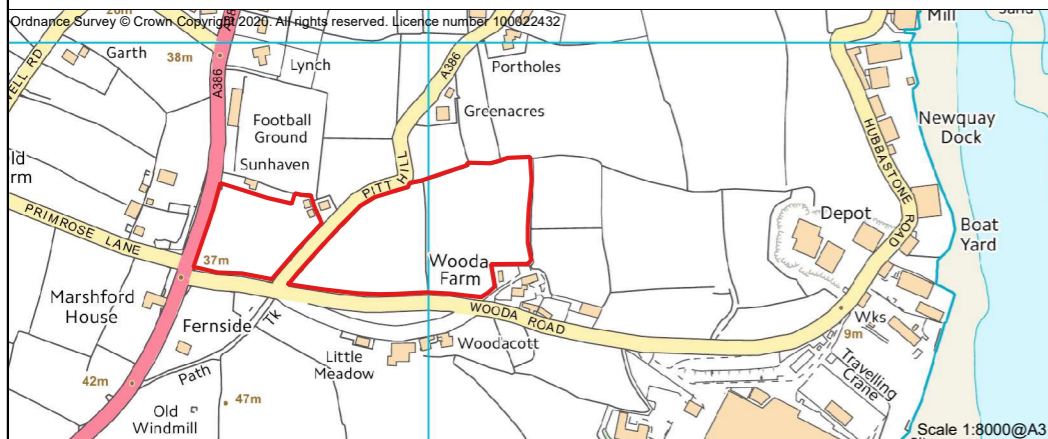 Ordnance Survey © Crown Copyright 2020. All rights reserved. Licence number 100022432
Mill
Garth
38m
A386
Lynch
A386
Portholes
Greenacres
Football
Ground
Sunhaven
PITT HILL
HUBBASTONE ROAD
Newquay
Dock
PRIMROSE LANE
37m
Wooda
Farm
Depot
Boat
Yard
Marshford
House
Fernside
Tk
WOODA ROAD
Wks
9m
Little
Meadow
Woodacott
Travelling
Crane
42m
Path
47m
Old
Windmill
Scale 1:8000@A3